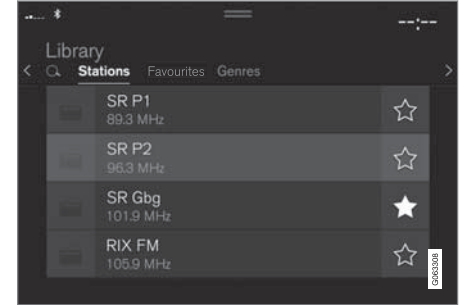 --:--
Library
Stations Favourites Genres
SR P1
89.3 MHz
SR P2
96.3 MHz
SR Gbg
101.9 MHz
RIX FM
105.9 MHz
G063308